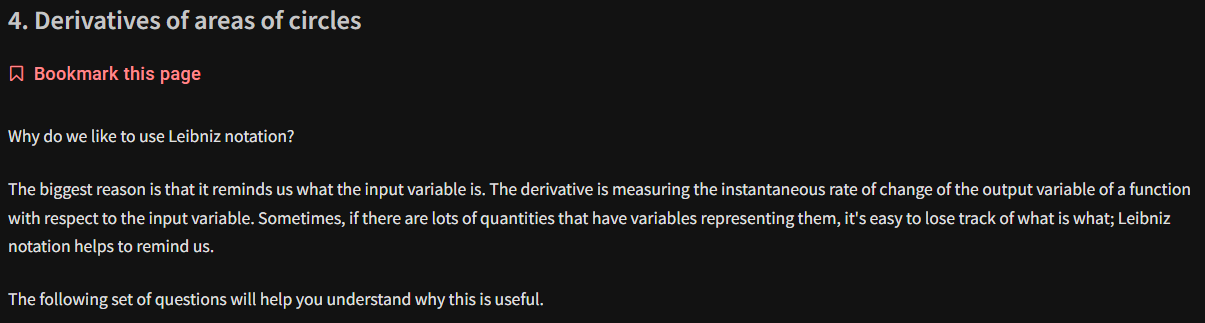 4. Derivatives of areas of circles
Bookmark this page
Why do we like to use Leibniz notation?
The biggest reason is that it reminds us what the input variable is. The derivative is measuring the instantaneous rate of change of the output variable of a function
with respect to the input variable. Sometimes, if there are lots of quantities that have variables representing them, it's easy to lose track of what is what; Leibniz
notation helps to remind us.
The following set of questions will help you understand why this is useful.